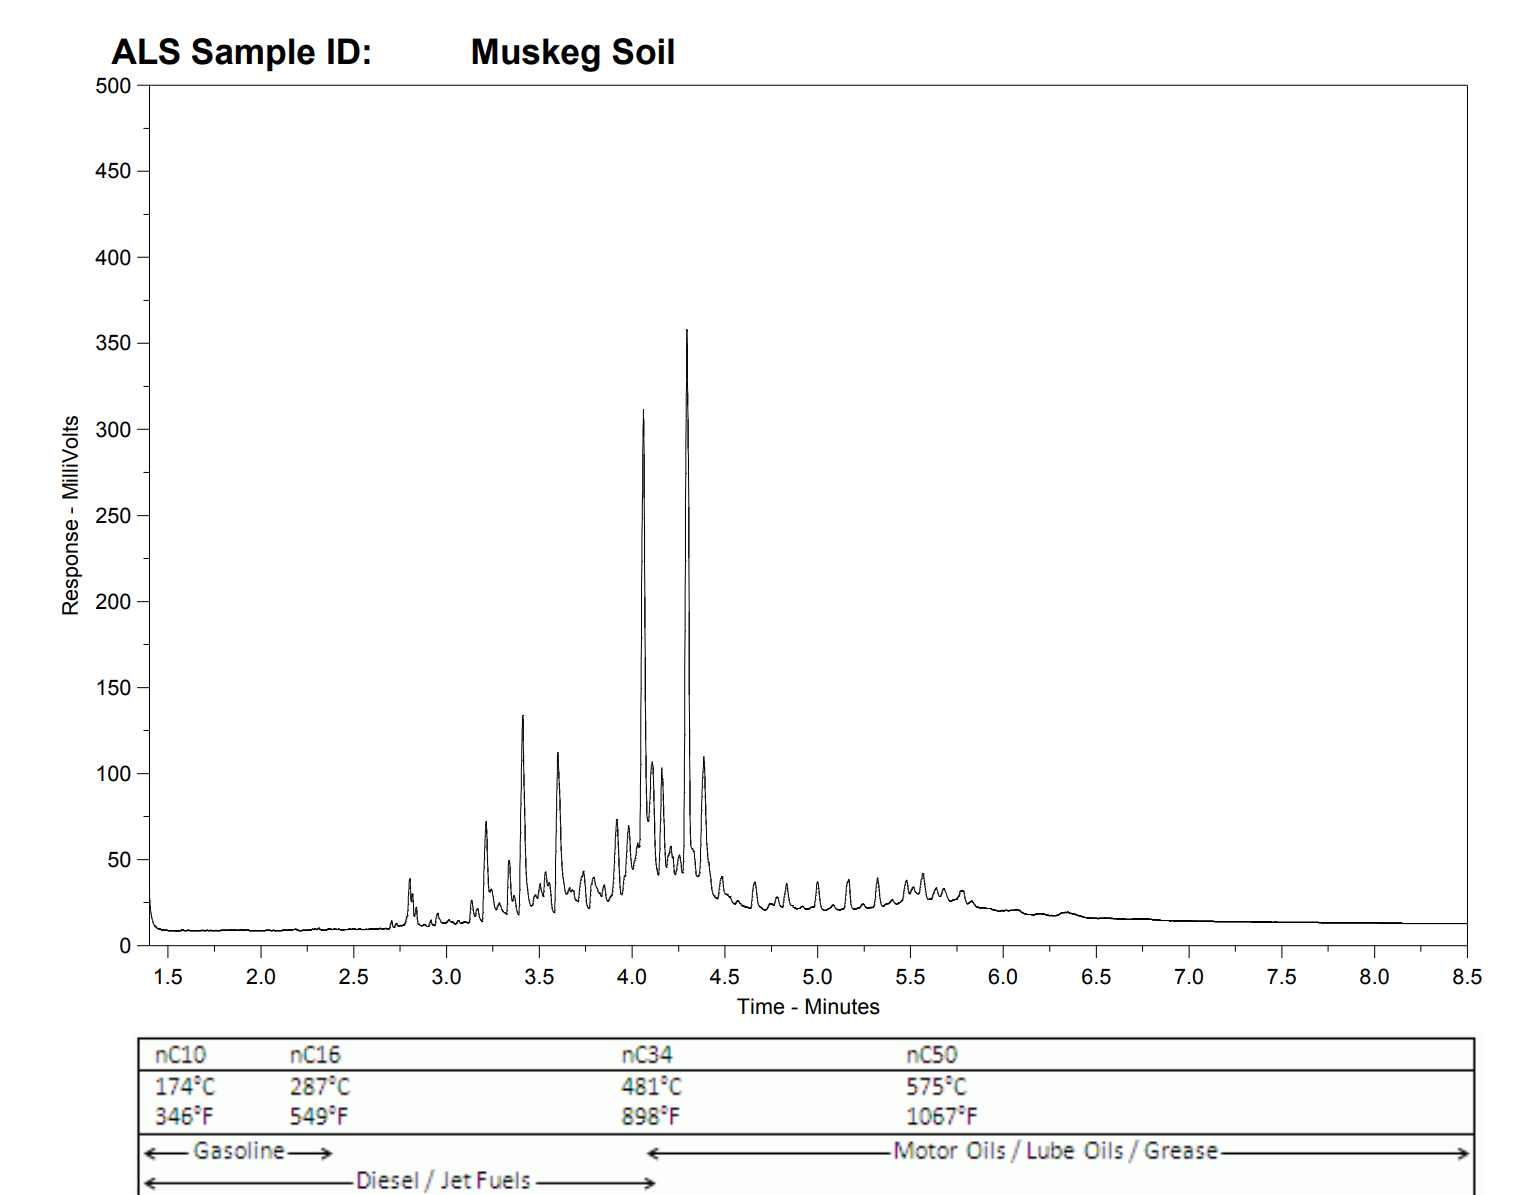 ALS Sample ID: Muskeg Soil
500
450
400
350
300
250
200
150
100
50
0
Response - MilliVolts
1.5 2.0 2.5 3.0 3.5 4.0 4.5 5.0 5.5 6.0 6.5 7.0 7.5 8.0 8.5
Time - Minutes
nC10 nC16 nC34 nC50
174°C 287°C 481°C 575°C
346°F 549°F 898°F 1067°F
Gasoline Motor Oils / Lube Oils / Grease
Diesel / Jet Fuels